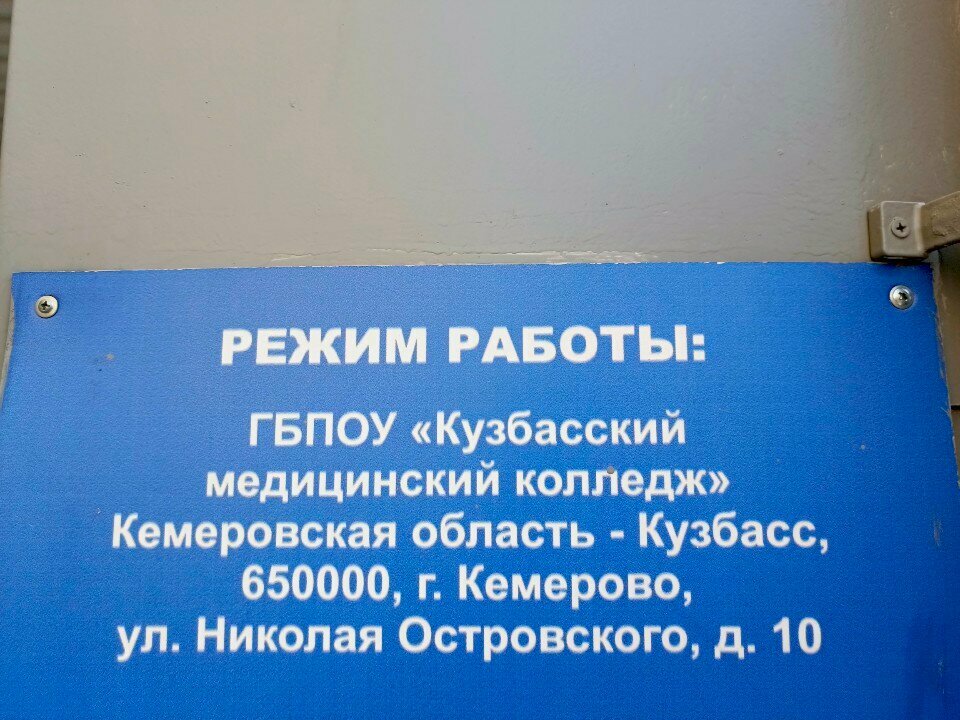 РЕЖИМ РАБОТЫ:
ГБПОУ «Кузбасский
медицинский колледж»
Кемеровская область - Кузбасс,
650000, г. Кемерово,
ул. Николая Островского, д. 10